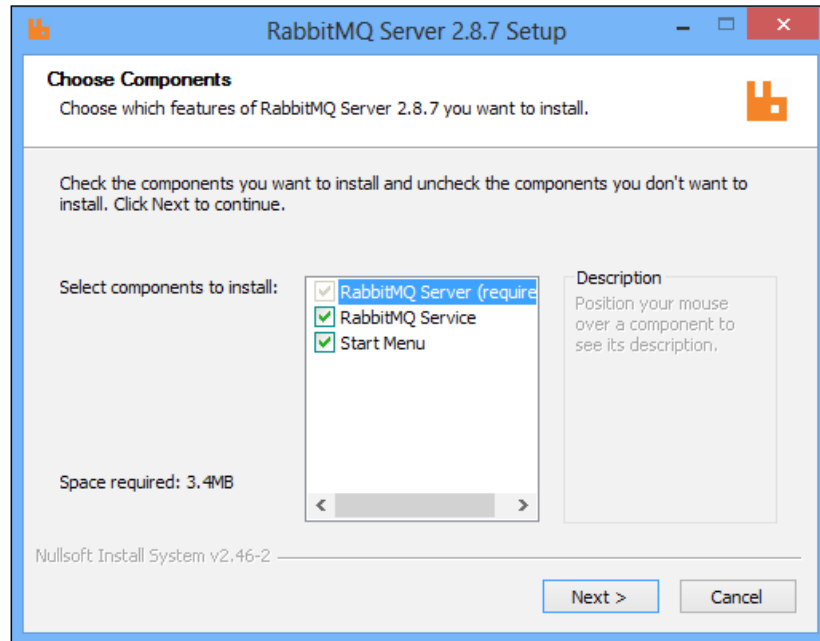 RabbitMQ Server 2.8.7 Setup
Choose Components
Choose which features of RabbitMQ Server 2.8.7 you want to install.
Check the components you want to install and uncheck the components you don't want to
install. Click Next to continue.
Select components to install:
RabbitMQ Server (require
RabbitMQ Service
Start Menu
Description
Position your mouse
over a component to
see its description.
Space required: 3.4MB
Nullsoft Install System v2.46-2
Next >
Cancel